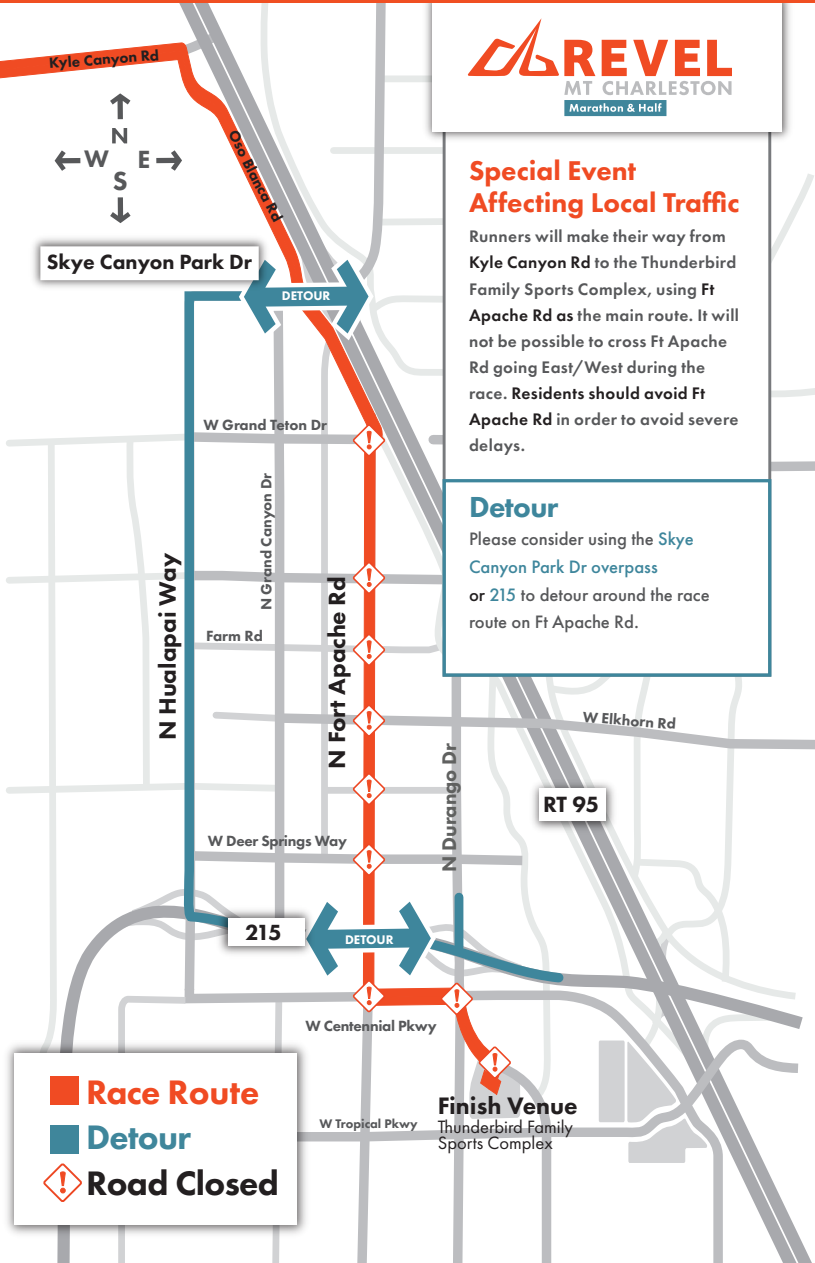 REVEL
MT CHARLESTON
Marathon & Half
Kyle Canyon Rd
N
W E
S
Oso Blanca Rd
Skye Canyon Park Dr
DETOUR
Special Event
Affecting Local Traffic
Runners will make their way from
Kyle Canyon Rd to the Thunderbird
Family Sports Complex, using Ft
Apache Rd as the main route. It will
not be possible to cross Ft Apache
Rd going East/West during the
race. Residents should avoid Ft
Apache Rd in order to avoid severe
delays.
Detour
Please consider using the Skye
Canyon Park Dr overpass
or 215 to detour around the race
route on Ft Apache Rd.
W Grand Teton Dr
N Grand Canyon Dr
N Hualapai Way
N Fort Apache Rd
Farm Rd
W Elkhorn Rd
N Durango Dr
RT 95
W Deer Springs Way
215
DETOUR
W Centennial Pkwy
Finish Venue
Thunderbird Family
Sports Complex
W Tropical Pkwy
Race Route
Detour
! Road Closed